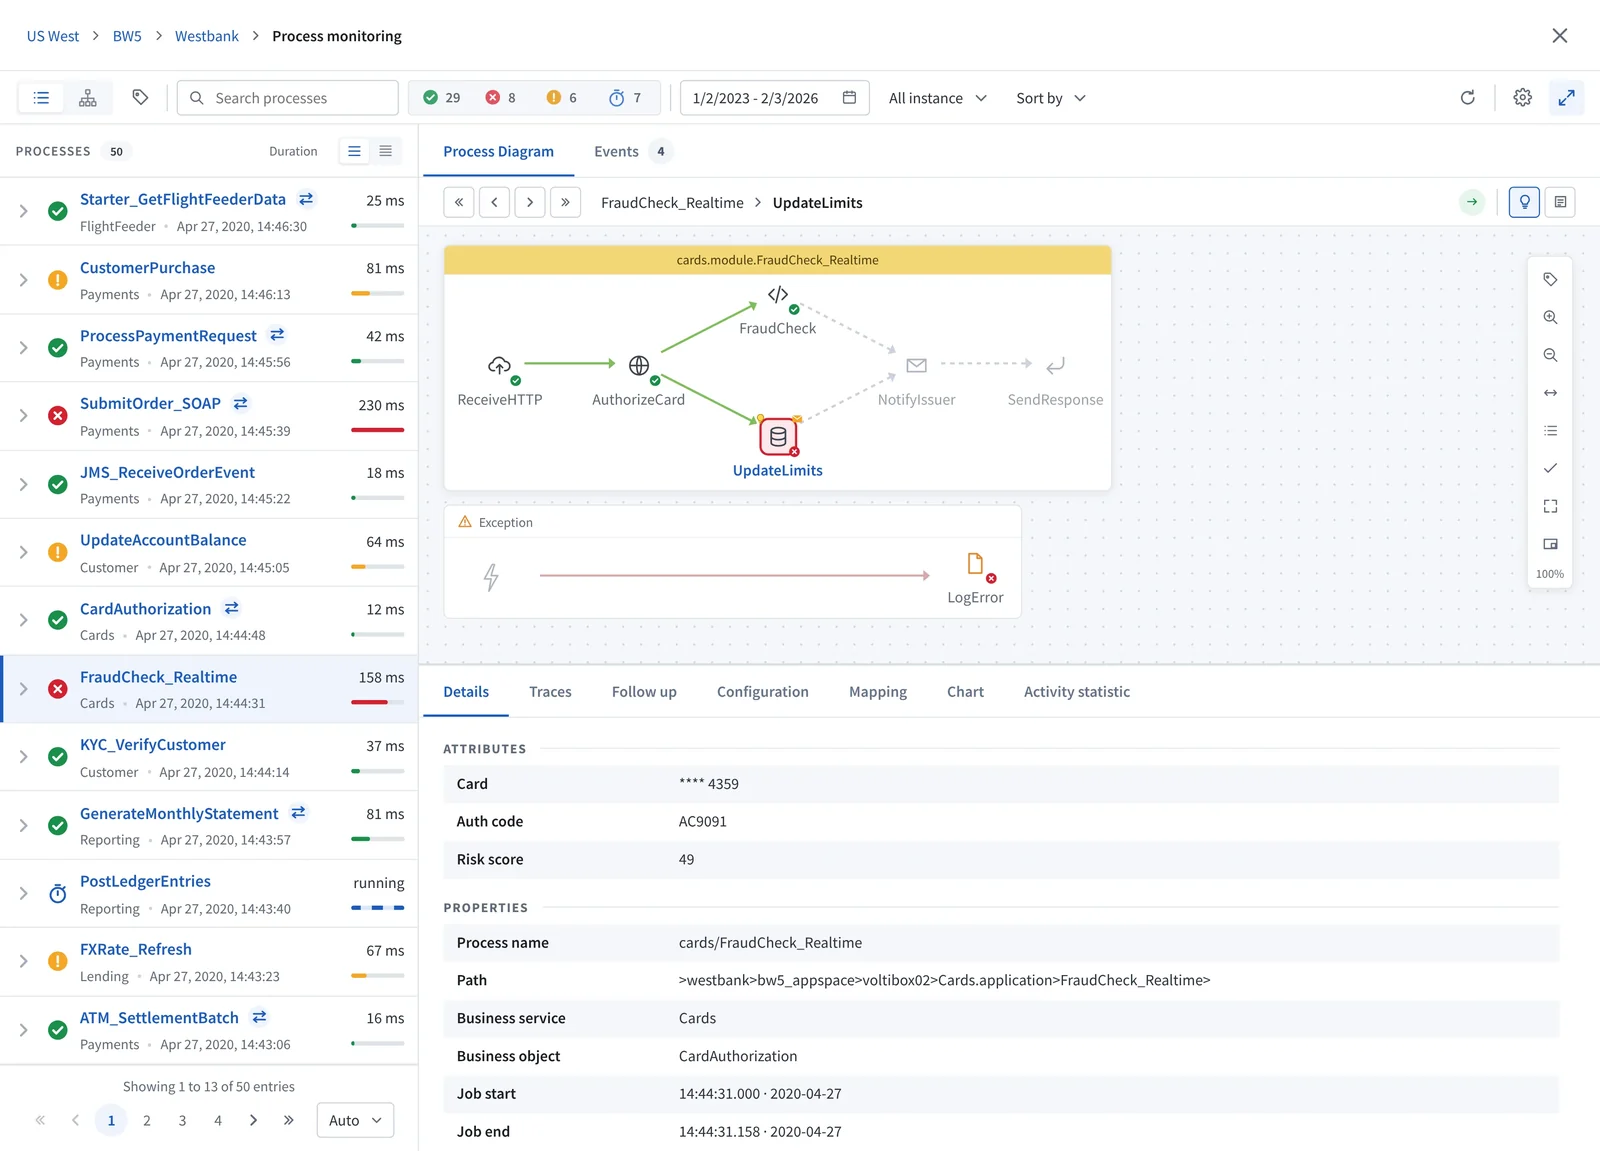 US West > BW5 > Westbank > Process monitoring
Search processes
29 8 6 7
1/2/2023 - 2/3/2026
All instance
Sort by
PROCESSES 50 Duration
Starter_GetFlightFeederData 25 ms
FlightFeeder • Apr 27, 2020, 14:46:30
CustomerPurchase 81 ms
Payments • Apr 27, 2020, 14:46:13
ProcessPaymentRequest 42 ms
Payments • Apr 27, 2020, 14:45:56
SubmitOrder_SOAP 230 ms
Payments • Apr 27, 2020, 14:45:39
JMS_ReceiveOrderEvent 18 ms
Payments • Apr 27, 2020, 14:45:22
UpdateAccountBalance 64 ms
Customer • Apr 27, 2020, 14:45:05
CardAuthorization 12 ms
Cards • Apr 27, 2020, 14:44:48
FraudCheck_Realtime 158 ms
Cards • Apr 27, 2020, 14:44:31
KYC_VerifyCustomer 37 ms
Customer • Apr 27, 2020, 14:44:14
GenerateMonthlyStatement 81 ms
Reporting • Apr 27, 2020, 14:43:57
PostLedgerEntries running
Reporting • Apr 27, 2020, 14:43:40
FXRate_Refresh 67 ms
Lending • Apr 27, 2020, 14:43:23
ATM_SettlementBatch 16 ms
Payments • Apr 27, 2020, 14:43:06
Showing 1 to 13 of 50 entries
1 2 3 4 Auto
Process Diagram Events 4
FraudCheck_Realtime > UpdateLimits
cards.module.FraudCheck_Realtime
FraudCheck
ReceiveHTTP AuthorizeCard NotifyIssuer SendResponse
UpdateLimits
Exception
LogError
100%
Details Traces Follow up Configuration Mapping Chart Activity statistic
ATTRIBUTES
Card **** 4359
Auth code AC9091
Risk score 49
PROPERTIES
Process name cards/FraudCheck_Realtime
Path >westbank>bw5_appspace>voltibox02>Cards.application>FraudCheck_Realtime>
Business service Cards
Business object CardAuthorization
Job start 14:44:31.000 · 2020-04-27
Job end 14:44:31.158 · 2020-04-27